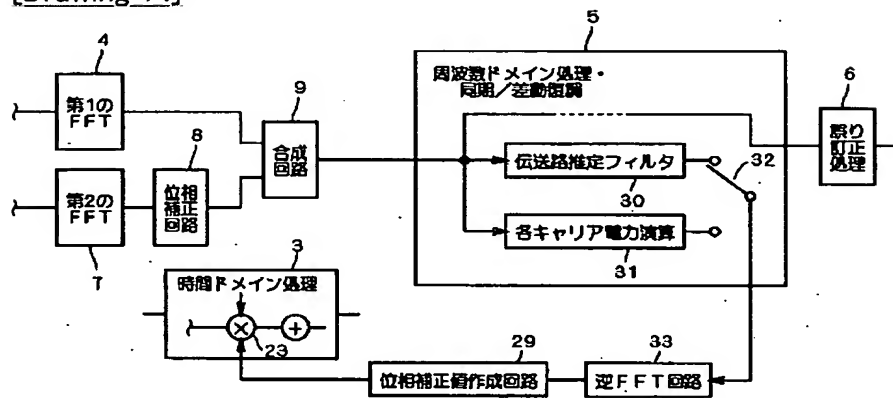 [Drawing 7]
4
第1の
FFT
8
位相
補正
回路
9
合成
回路
第2の
FFT
7
5
周波数ドメイン処理・
同期/差動復調
伝送路推定フィルタ
30
各キャリア電力演算
31
32
6
誤り
訂正
処理
3
時間ドメイン処理
×
+
23
29
位相補正値作成回路
33
逆FFT回路